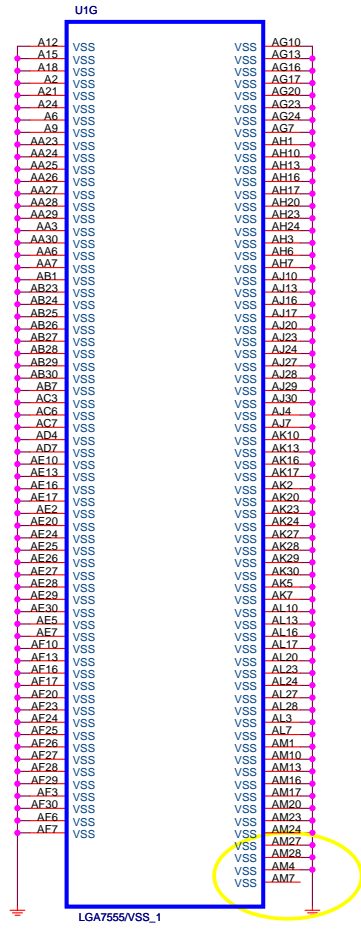 U1G
A12 VSS VSS AG10
A15 VSS VSS AG13
A18 VSS VSS AG16
A2 VSS VSS AG17
A21 VSS VSS AG20
A24 VSS VSS AG23
A6 VSS VSS AG24
A9 VSS VSS AG7
AA23 VSS VSS AH1
AA24 VSS VSS AH10
AA25 VSS VSS AH13
AA26 VSS VSS AH16
AA27 VSS VSS AH17
AA28 VSS VSS AH20
AA29 VSS VSS AH23
AA3 VSS VSS AH24
AA30 VSS VSS AH3
AA6 VSS VSS AH6
AA7 VSS VSS AH7
AB1 VSS VSS AJ10
AB23 VSS VSS AJ13
AB24 VSS VSS AJ16
AB25 VSS VSS AJ17
AB26 VSS VSS AJ20
AB27 VSS VSS AJ23
AB28 VSS VSS AJ24
AB29 VSS VSS AJ27
AB30 VSS VSS AJ28
AB7 VSS VSS AJ29
AC3 VSS VSS AJ30
AC6 VSS VSS AJ4
AC7 VSS VSS AJ7
AD4 VSS VSS AK10
AD7 VSS VSS AK13
AE10 VSS VSS AK16
AE13 VSS VSS AK17
AE16 VSS VSS AK2
AE17 VSS VSS AK20
AE2 VSS VSS AK23
AE20 VSS VSS AK24
AE24 VSS VSS AK27
AE25 VSS VSS AK28
AE26 VSS VSS AK29
AE27 VSS VSS AK30
AE28 VSS VSS AK5
AE29 VSS VSS AK7
AE30 VSS VSS AL10
AE5 VSS VSS AL13
AE7 VSS VSS AL16
AF10 VSS VSS AL17
AF13 VSS VSS AL20
AF16 VSS VSS AL23
AF17 VSS VSS AL24
AF20 VSS VSS AL27
AF23 VSS VSS AL28
AF24 VSS VSS AL3
AF25 VSS VSS AL7
AF26 VSS VSS AM1
AF27 VSS VSS AM10
AF28 VSS VSS AM13
AF29 VSS VSS AM16
AF3 VSS VSS AM17
AF30 VSS VSS AM20
AF6 VSS VSS AM23
AF7 VSS VSS AM24
VSS AM27
VSS AM28
VSS AM4
VSS AM7
LGA7555/VSS_1